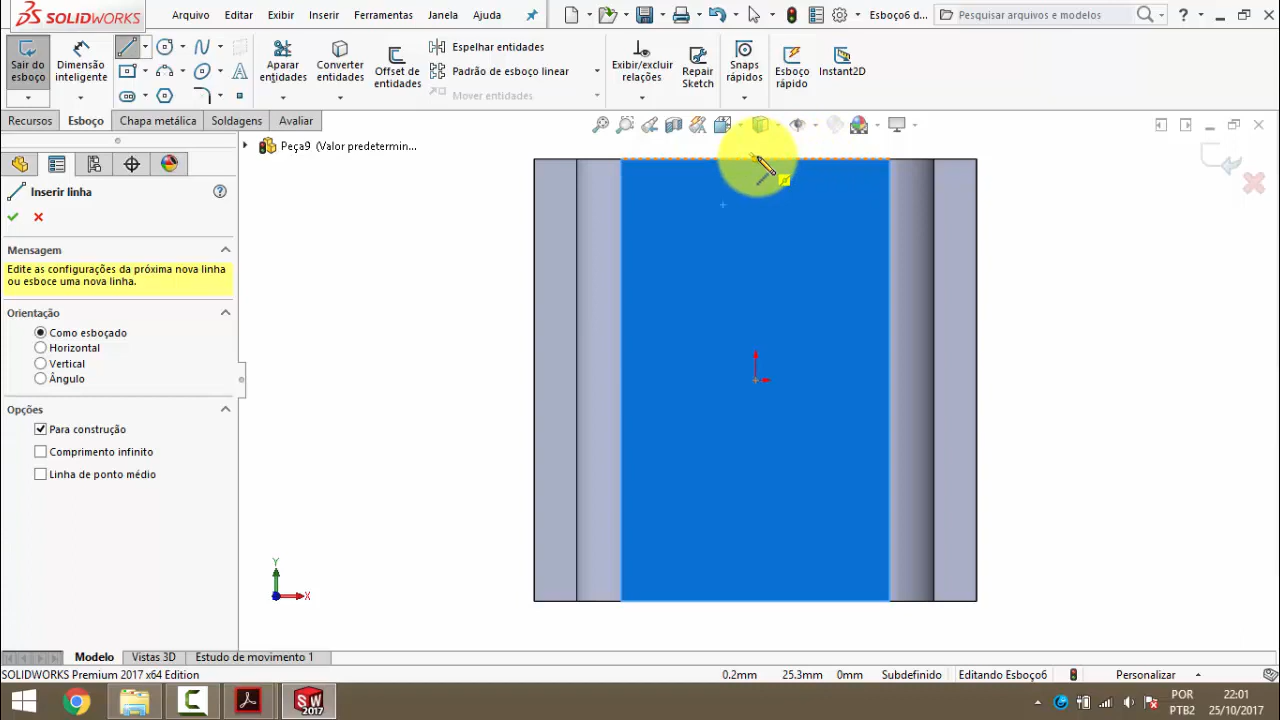 SOLIDWORKS
Arquivo Editar Exibir Inserir Ferramentas Janela Ajuda
Esboço6 d...
Pesquisar arquivos e modelos
?
Sair do esboço
Dimensão inteligente
Aparar entidades
Converter entidades
Offset de entidades
Espelhar entidades
Padrão de esboço linear
Mover entidades
Exibir/excluir relações
Repair Sketch
Snaps rápidos
Esboço rápido
Instant2D
Recursos Esboço Chapa metálica Soldagens Avaliar
Peça9 (Valor predetermin...
Inserir linha
?
Mensagem
Edite as configurações da próxima nova linha
ou esboce uma nova linha.
Orientação
Como esboçado
Horizontal
Vertical
Ângulo
Opções
Para construção
Comprimento infinito
Linha de ponto médio
Y
X
Modelo Vistas 3D Estudo de movimento 1
SOLIDWORKS Premium 2017 x64 Edition
0.2mm 25.3mm 0mm Subdefinido Editando Esboço6 Personalizar
SW
2017
POR
PTB2
22:01
25/10/2017